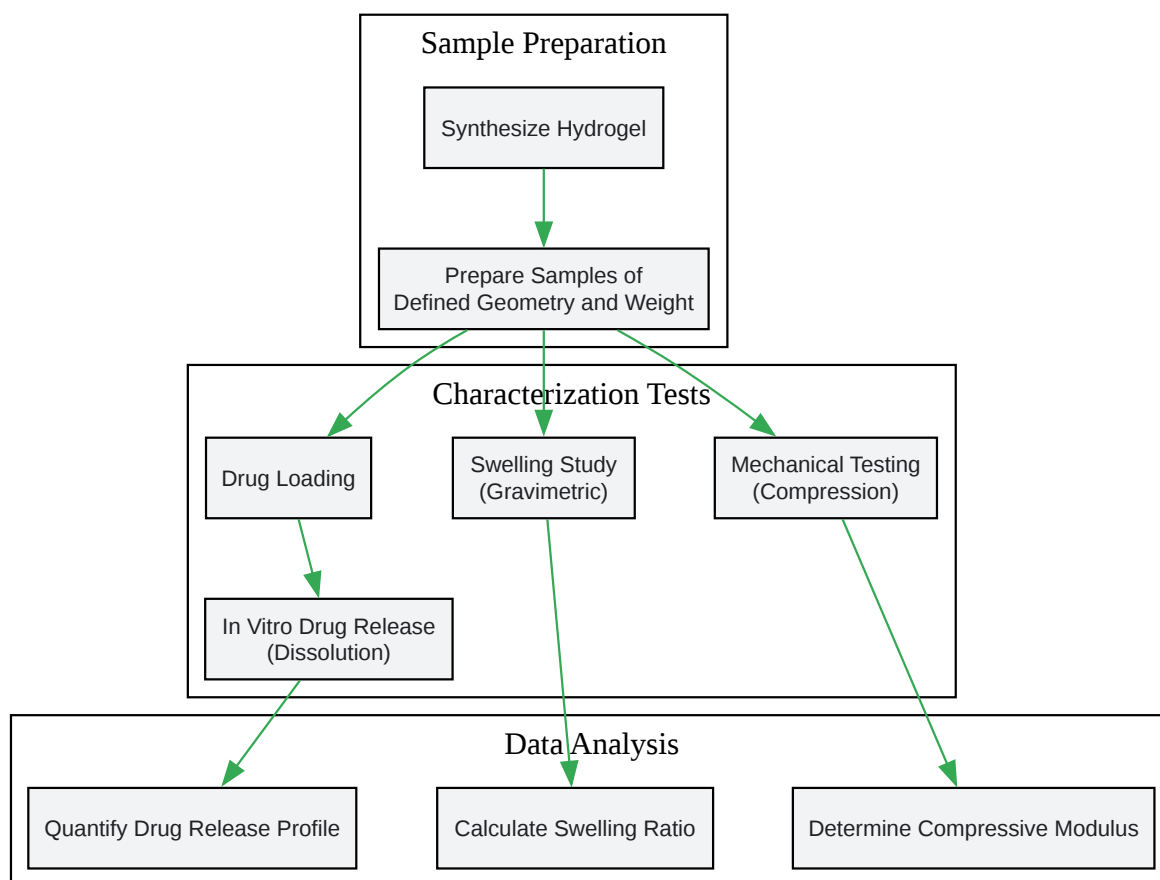 Sample Preparation
Synthesize Hydrogel
Prepare Samples of
Defined Geometry and Weight
Characterization Tests
Drug Loading
Swelling Study
(Gravimetric)
Mechanical Testing
(Compression)
In Vitro Drug Release
(Dissolution)
Data Analysis
Quantify Drug Release Profile
Calculate Swelling Ratio
Determine Compressive Modulus